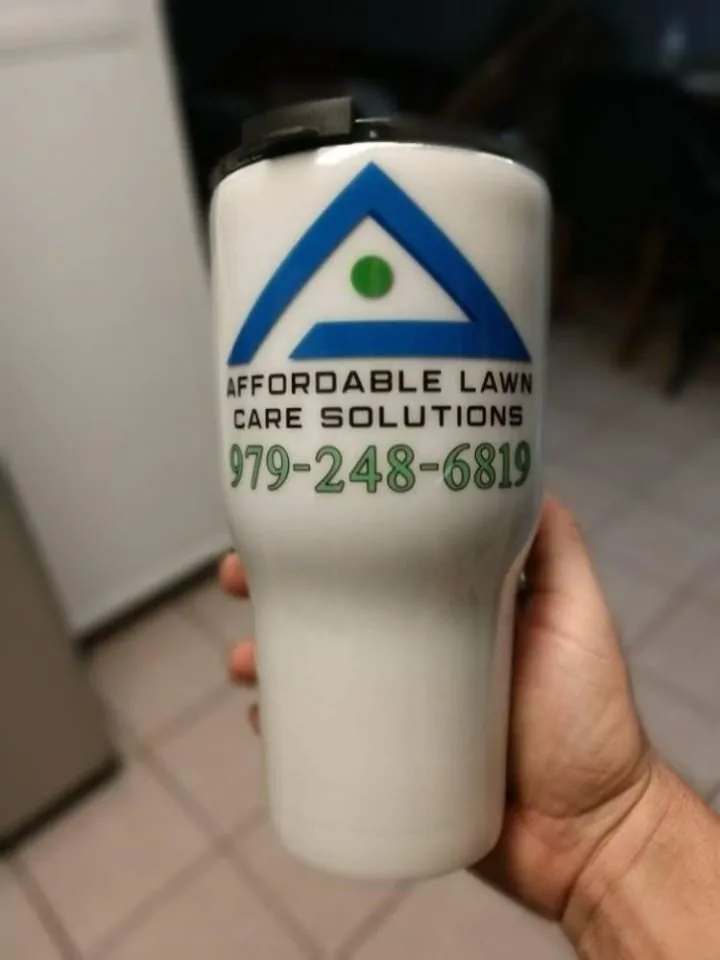 AFFORDABLE LAWN
CARE SOLUTIONS
979-248-6819